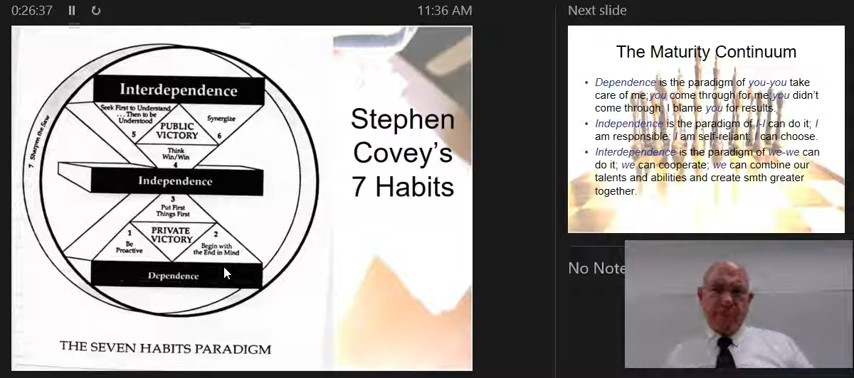 0:26:37
11:36 AM
Interdependence
Seek First to Understand
...Then to be
Understood
5
PUBLIC
VICTORY
Synergize
6
Think
Win/Win
4
Independence
3
Put First
Things First
1
Be
Proactive
PRIVATE
VICTORY
2
Begin with
the End in Mind
Dependence
7 Sharpen the Saw
THE SEVEN HABITS PARADIGM
Stephen
Covey's
7 Habits
Next slide
The Maturity Continuum
• Dependence is the paradigm of you-you take
care of me; you come through for me; you didn't
come through; I blame you for results.
• Independence is the paradigm of I-I can do it; I
am responsible; I am self-reliant, I can choose.
• Interdependence is the paradigm of we-we can
do it; we can cooperate; we can combine our
talents and abilities and create smth greater
together.
No Note